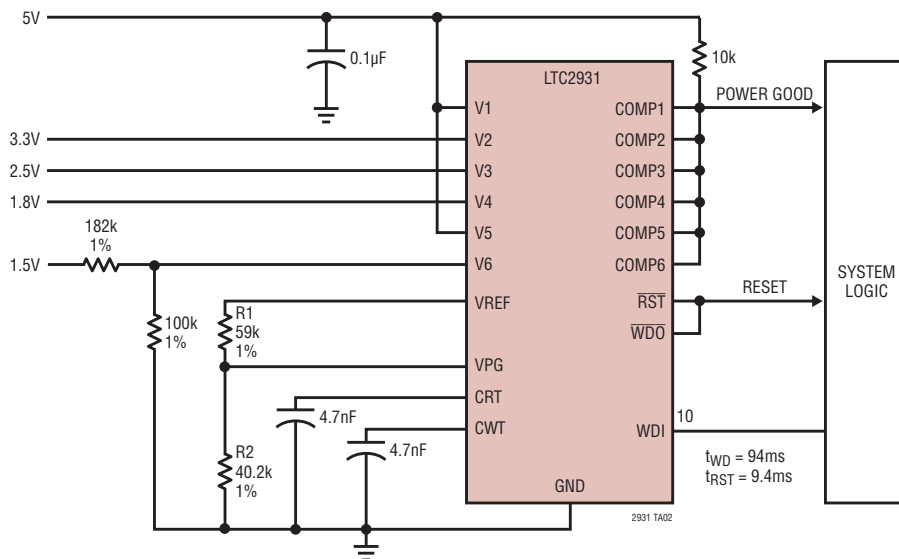 5V
0.1µF
10k
LTC2931
V1
COMP1
POWER GOOD
V2
COMP2
3.3V
V3
COMP3
2.5V
V4
COMP4
1.8V
V5
COMP5
182k
1%
1.5V
V6
COMP6
SYSTEM
LOGIC
VREF
RST
RESET
100k
1%
R1
59k
1%
WDO
VPG
CRT
4.7nF
CWT
4.7nF
10
WDI
R2
40.2k
1%
tWD = 94ms
tRST = 9.4ms
GND
2931 TA02